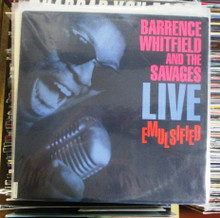 BARRENCE
WHITFIELD
AND THE
SAVAGES
LIVE
EMULSIFIED